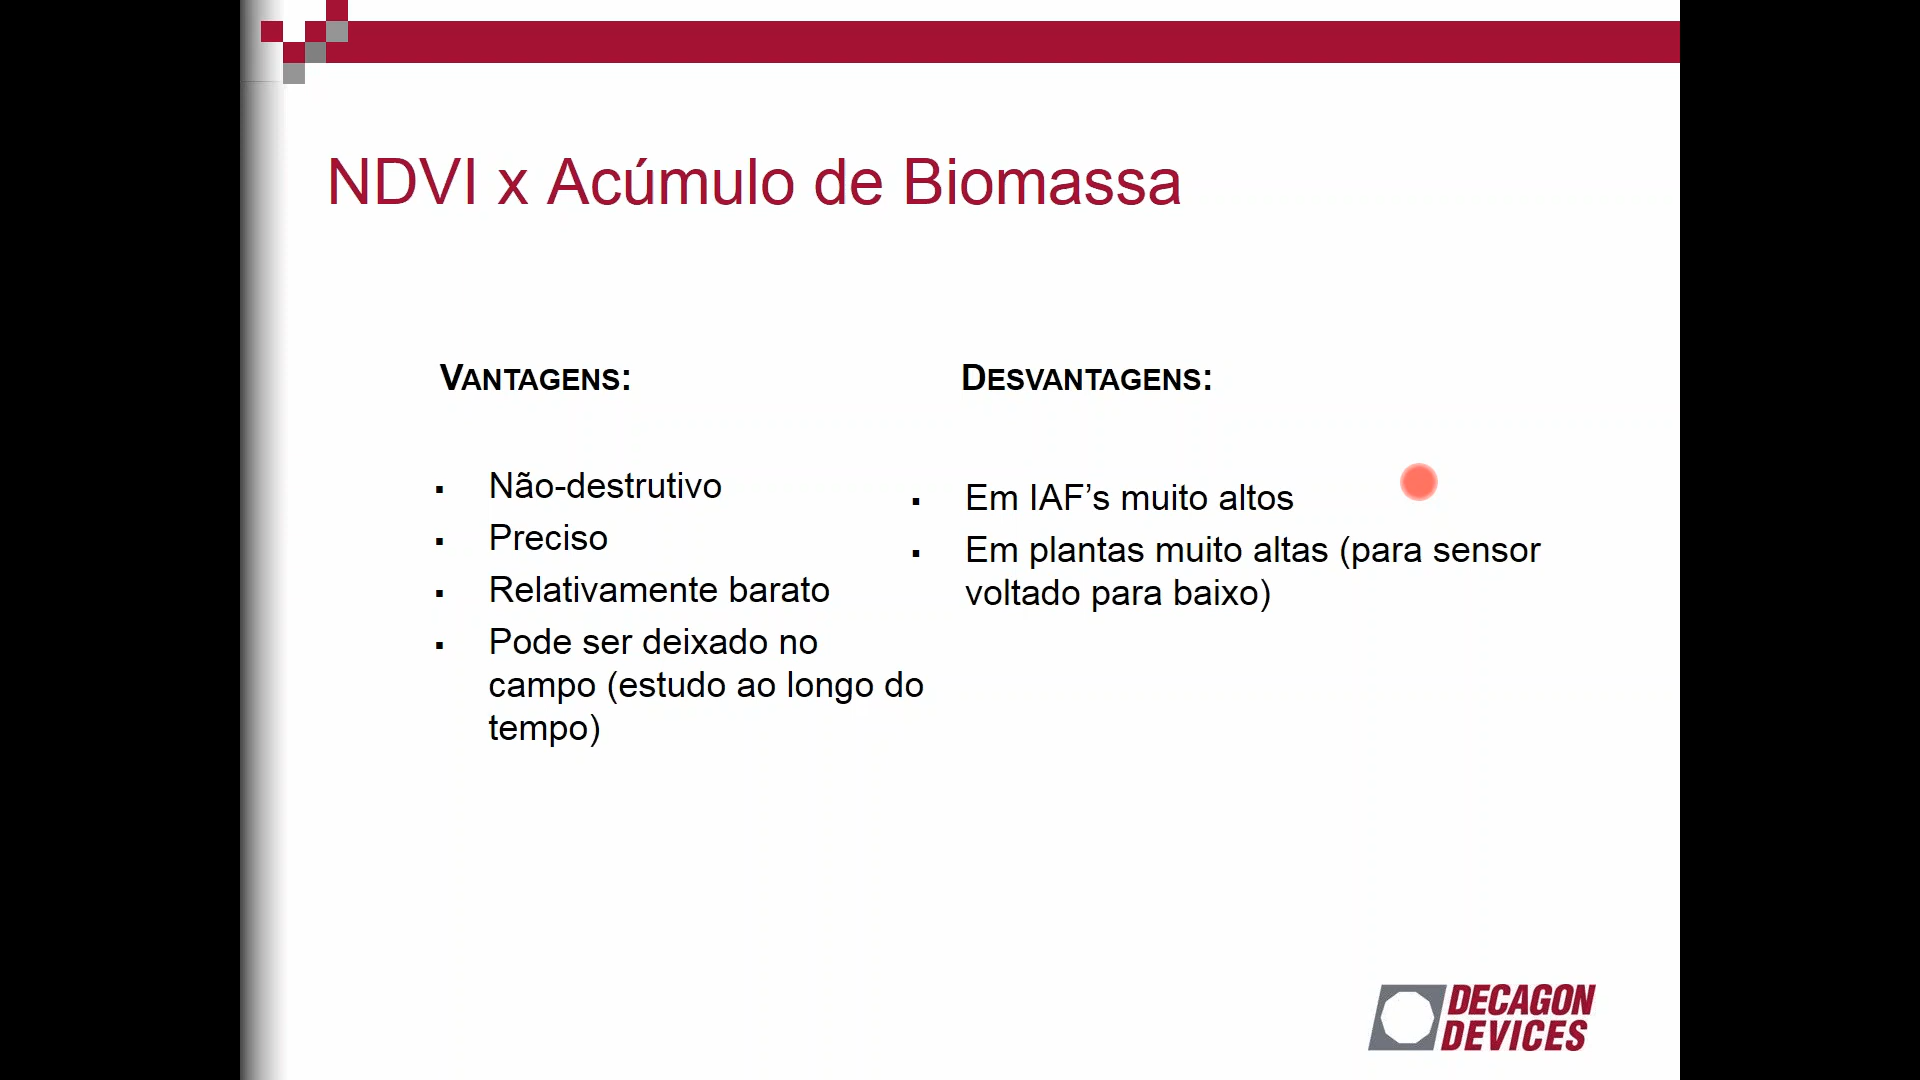 NDVI x Acúmulo de Biomassa
VANTAGENS:
Não-destrutivo
Preciso
Relativamente barato
Pode ser deixado no
campo (estudo ao longo do
tempo)
DESVANTAGENS:
Em IAF’s muito altos
Em plantas muito altas (para sensor
voltado para baixo)
DECAGON
DEVICES